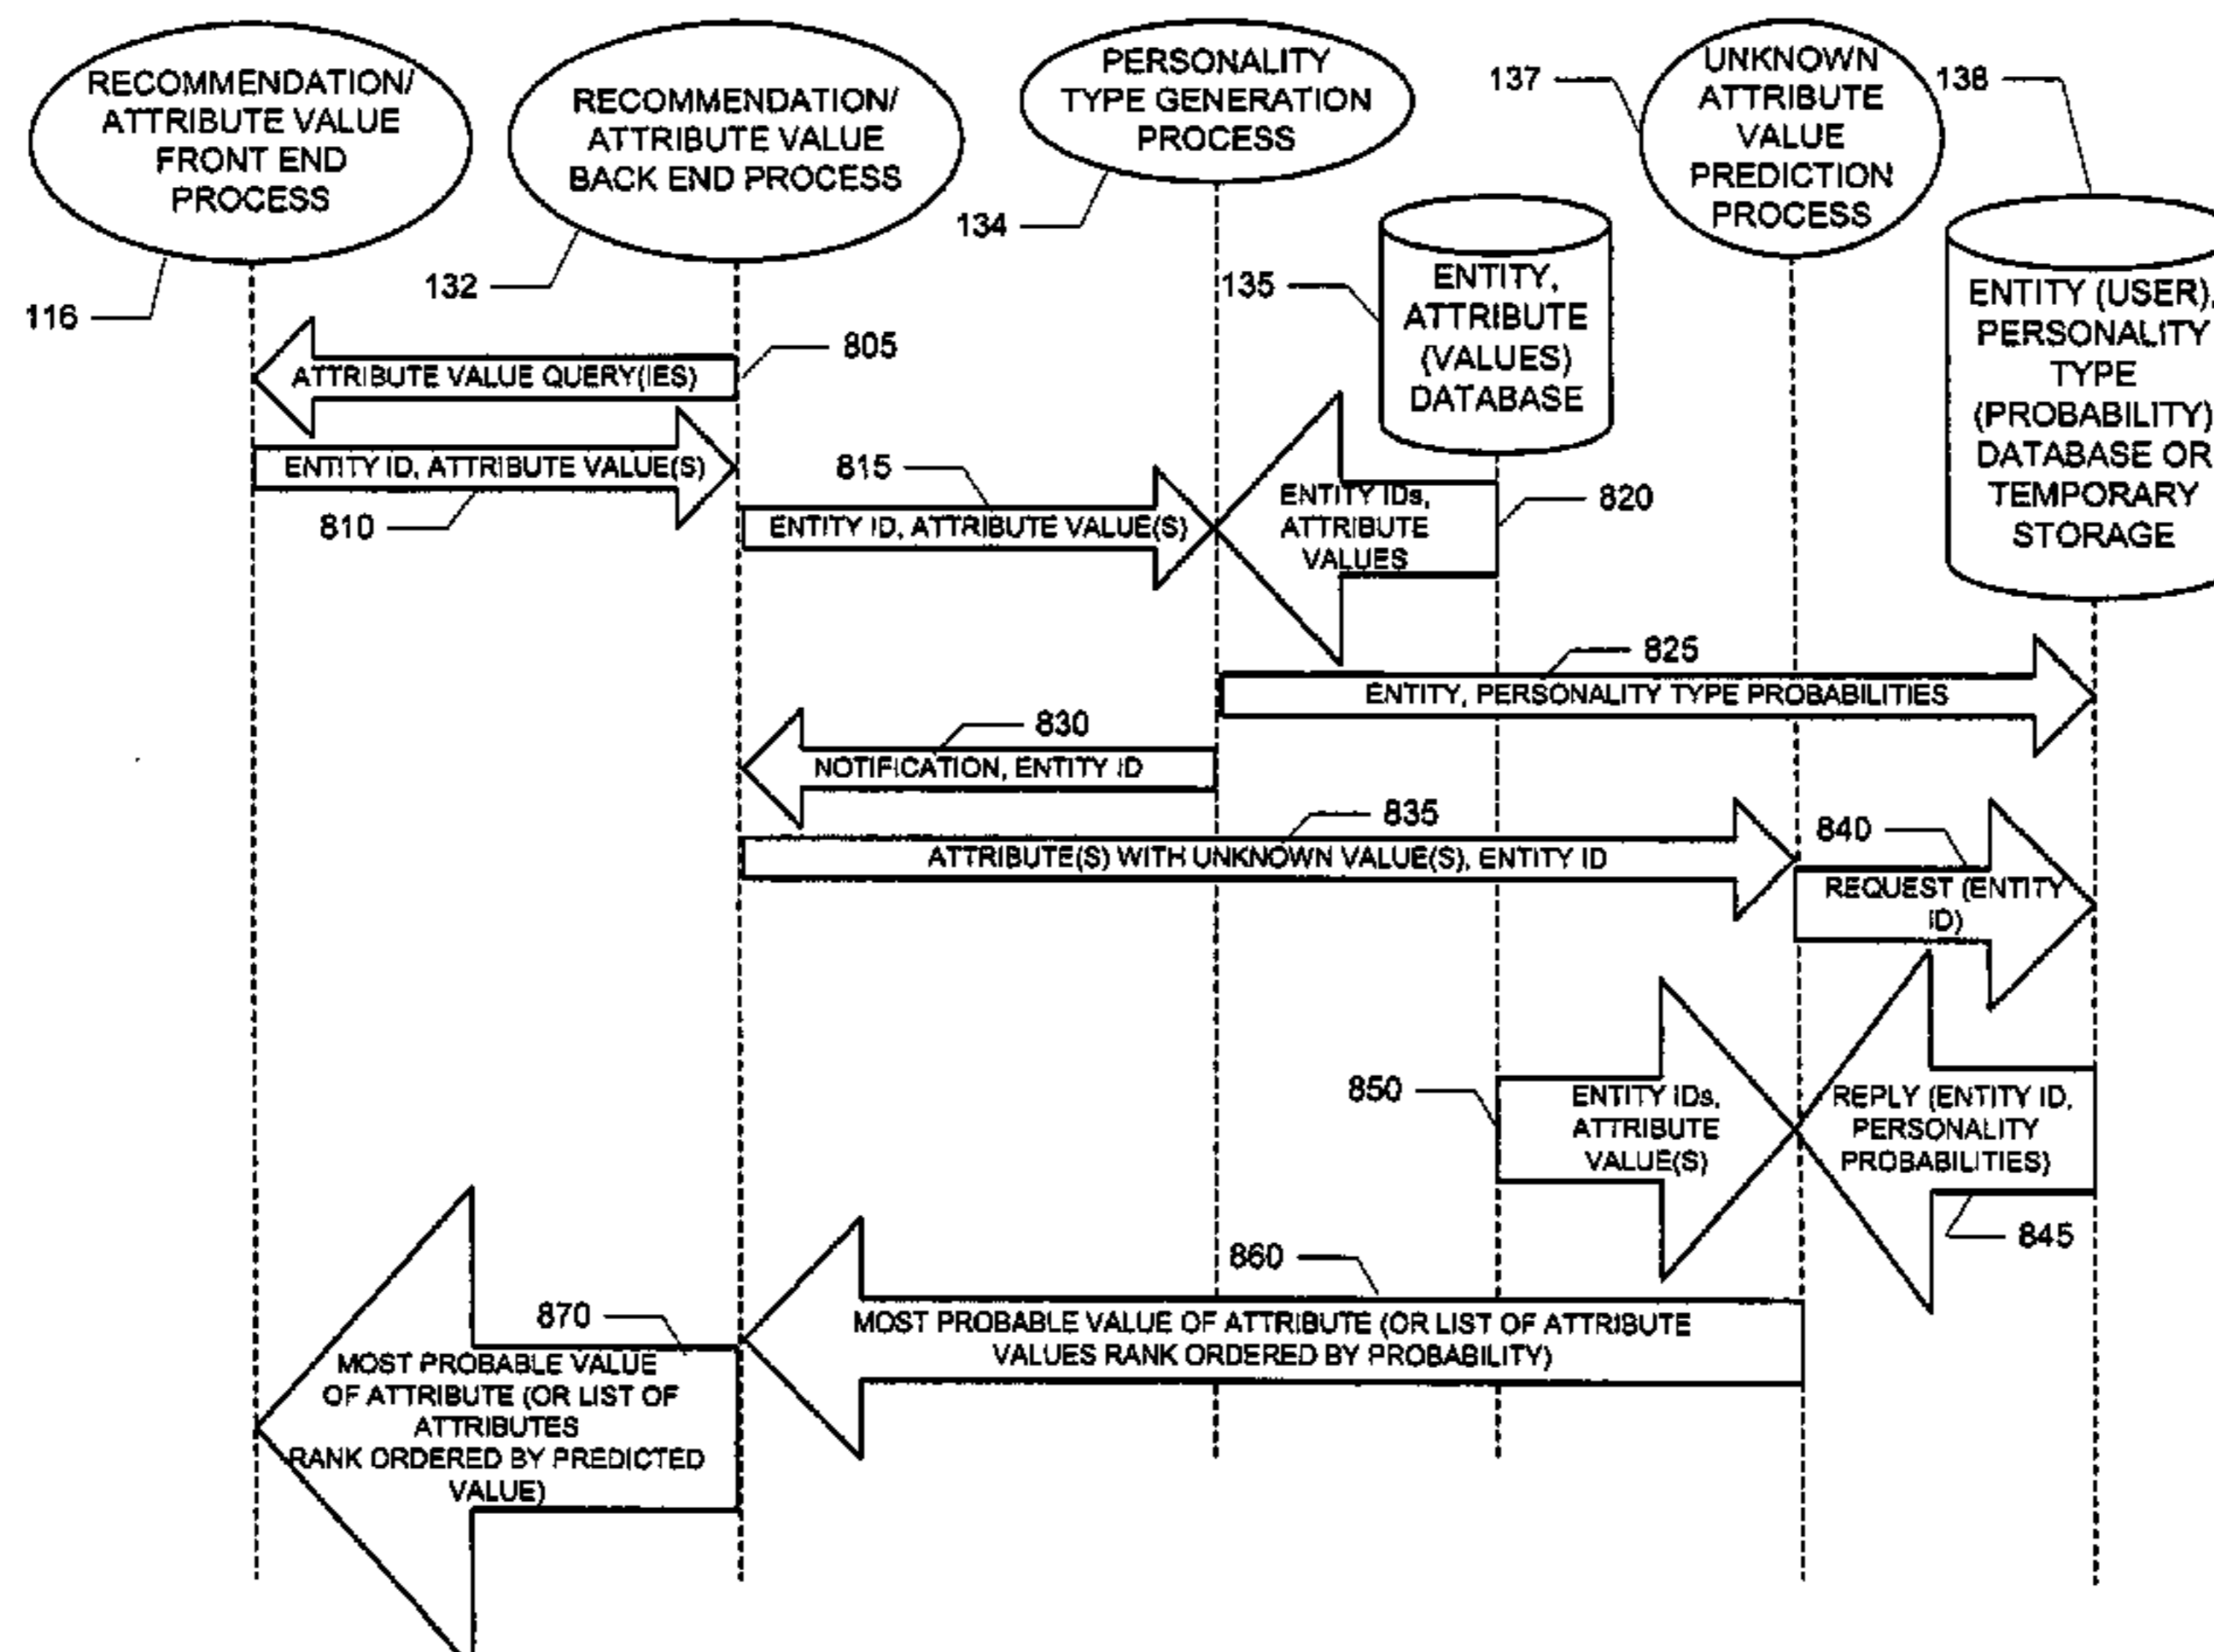 RECOMMENDATION/
ATTRIBUTE VALUE
FRONT END
PROCESS
116
RECOMMENDATION/
ATTRIBUTE VALUE
BACK END PROCESS
132
PERSONALITY
TYPE GENERATION
PROCESS
134
ENTITY,
ATTRIBUTE
(VALUES)
DATABASE
135
UNKNOWN
ATTRIBUTE
VALUE
PREDICTION
PROCESS
137
138
ENTITY (USER),
PERSONALITY
TYPE
(PROBABILITY)
DATABASE OR
TEMPORARY
STORAGE
805
ATTRIBUTE VALUE QUERY(IES)
ENTITY ID, ATTRIBUTE VALUE(S)
810
815
ENTITY ID, ATTRIBUTE VALUE(S)
ENTITY IDs,
ATTRIBUTE
VALUES
820
825
ENTITY, PERSONALITY TYPE PROBABILITIES
830
NOTIFICATION, ENTITY ID
835
ATTRIBUTE(S) WITH UNKNOWN VALUE(S), ENTITY ID
840
REQUEST (ENTITY
ID)
850
ENTITY IDs,
ATTRIBUTE
VALUE(S)
REPLY (ENTITY ID,
PERSONALITY
PROBABILITIES)
845
860
MOST PROBABLE VALUE OF ATTRIBUTE (OR LIST OF ATTRIBUTE
VALUES RANK ORDERED BY PROBABILITY)
870
MOST PROBABLE VALUE
OF ATTRIBUTE (OR LIST OF
ATTRIBUTES
RANK ORDERED BY PREDICTED
VALUE)